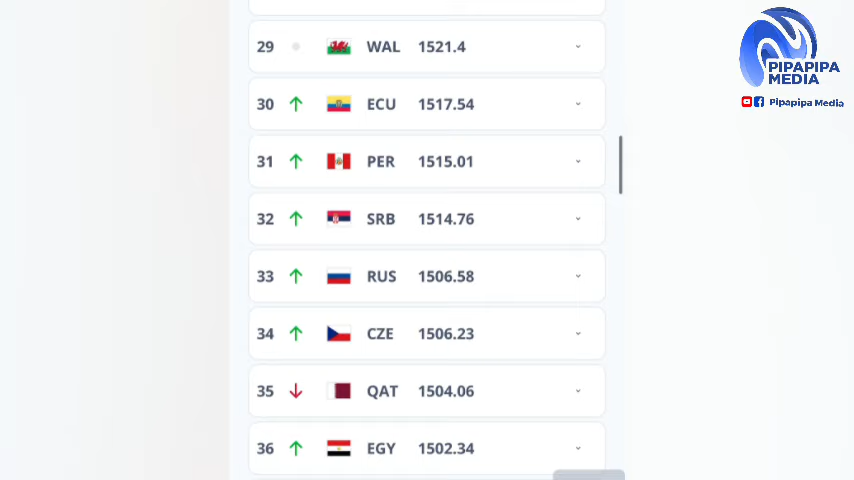 29 WAL 1521.4
30 ECU 1517.54
31 PER 1515.01
32 SRB 1514.76
33 RUS 1506.58
34 CZE 1506.23
35 QAT 1504.06
36 EGY 1502.34
PIPAPIPA
MEDIA
Pipapipa Media